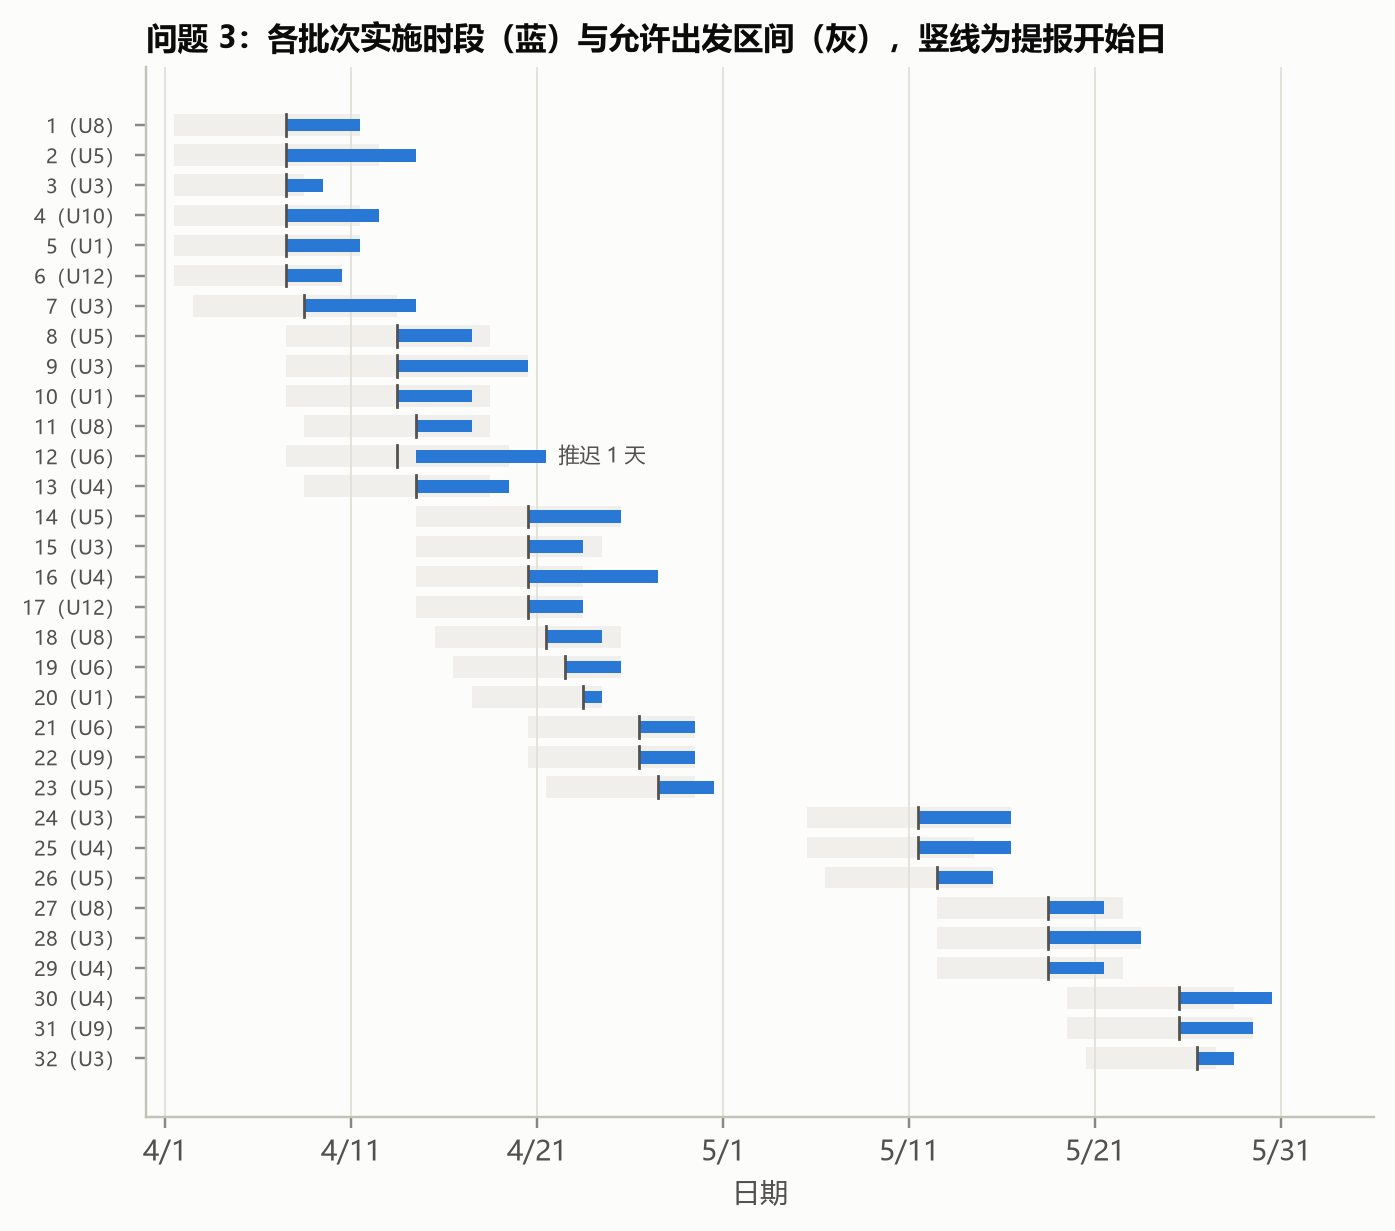 问题 3：各批次实施时段（蓝）与允许出发区间（灰），竖线为提报开始日
1 (U8)
2 (U5)
3 (U3)
4 (U10)
5 (U1)
6 (U12)
7 (U3)
8 (U5)
9 (U3)
10 (U1)
11 (U8)
12 (U6)
推迟 1 天
13 (U4)
14 (U5)
15 (U3)
16 (U4)
17 (U12)
18 (U8)
19 (U6)
20 (U1)
21 (U6)
22 (U9)
23 (U5)
24 (U3)
25 (U4)
26 (U5)
27 (U8)
28 (U3)
29 (U4)
30 (U4)
31 (U9)
32 (U3)
4/1 4/11 4/21 5/1 5/11 5/21 5/31
日期